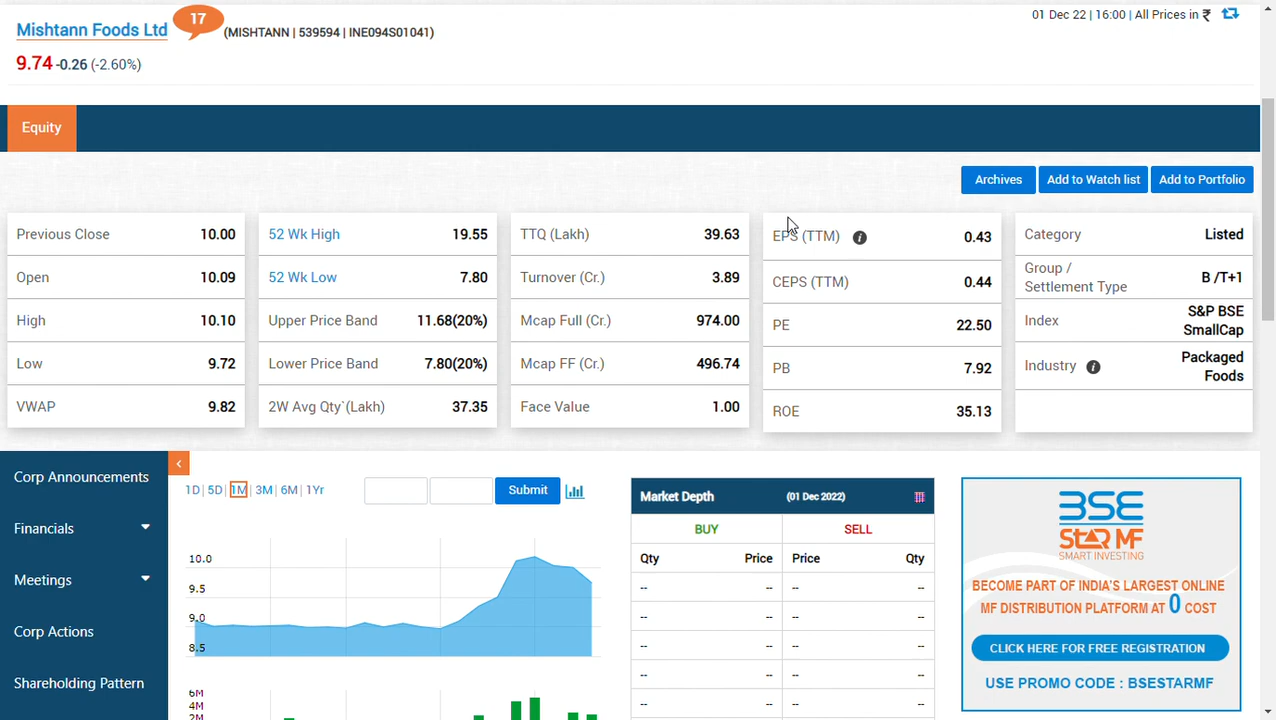 Mishtann Foods Ltd
17
(MISHTANN | 539594 | INE094S01041)
01 Dec 22 | 16:00 | All Prices in ₹
9.74 -0.26 (-2.60%)
Equity
Archives
Add to Watch list
Add to Portfolio
Previous Close 10.00
Open 10.09
High 10.10
Low 9.72
VWAP 9.82
52 Wk High 19.55
52 Wk Low 7.80
Upper Price Band 11.68(20%)
Lower Price Band 7.80(20%)
2W Avg Qty`(Lakh) 37.35
TTQ (Lakh) 39.63
Turnover (Cr.) 3.89
Mcap Full (Cr.) 974.00
Mcap FF (Cr.) 496.74
Face Value 1.00
EPS (TTM) i 0.43
CEPS (TTM) 0.44
PE 22.50
PB 7.92
ROE 35.13
Category Listed
Group /
Settlement Type
B /T+1
Index
S&P BSE
SmallCap
Industry i
Packaged
Foods
Corp Announcements
Financials
Meetings
Corp Actions
Shareholding Pattern
1D| 5D| 1M| 3M| 6M| 1Yr
Submit
10.0
9.5
9.0
8.5
6M
4M
2M
Market Depth (01 Dec 2022)
BUY SELL
Qty Price Price Qty
-- -- -- --
-- -- -- --
-- -- -- --
-- -- -- --
-- -- -- --
BSE
STAR MF
SMART INVESTING
BECOME PART OF INDIA'S LARGEST ONLINE
MF DISTRIBUTION PLATFORM AT 0 COST
CLICK HERE FOR FREE REGISTRATION
USE PROMO CODE : BSESTARMF